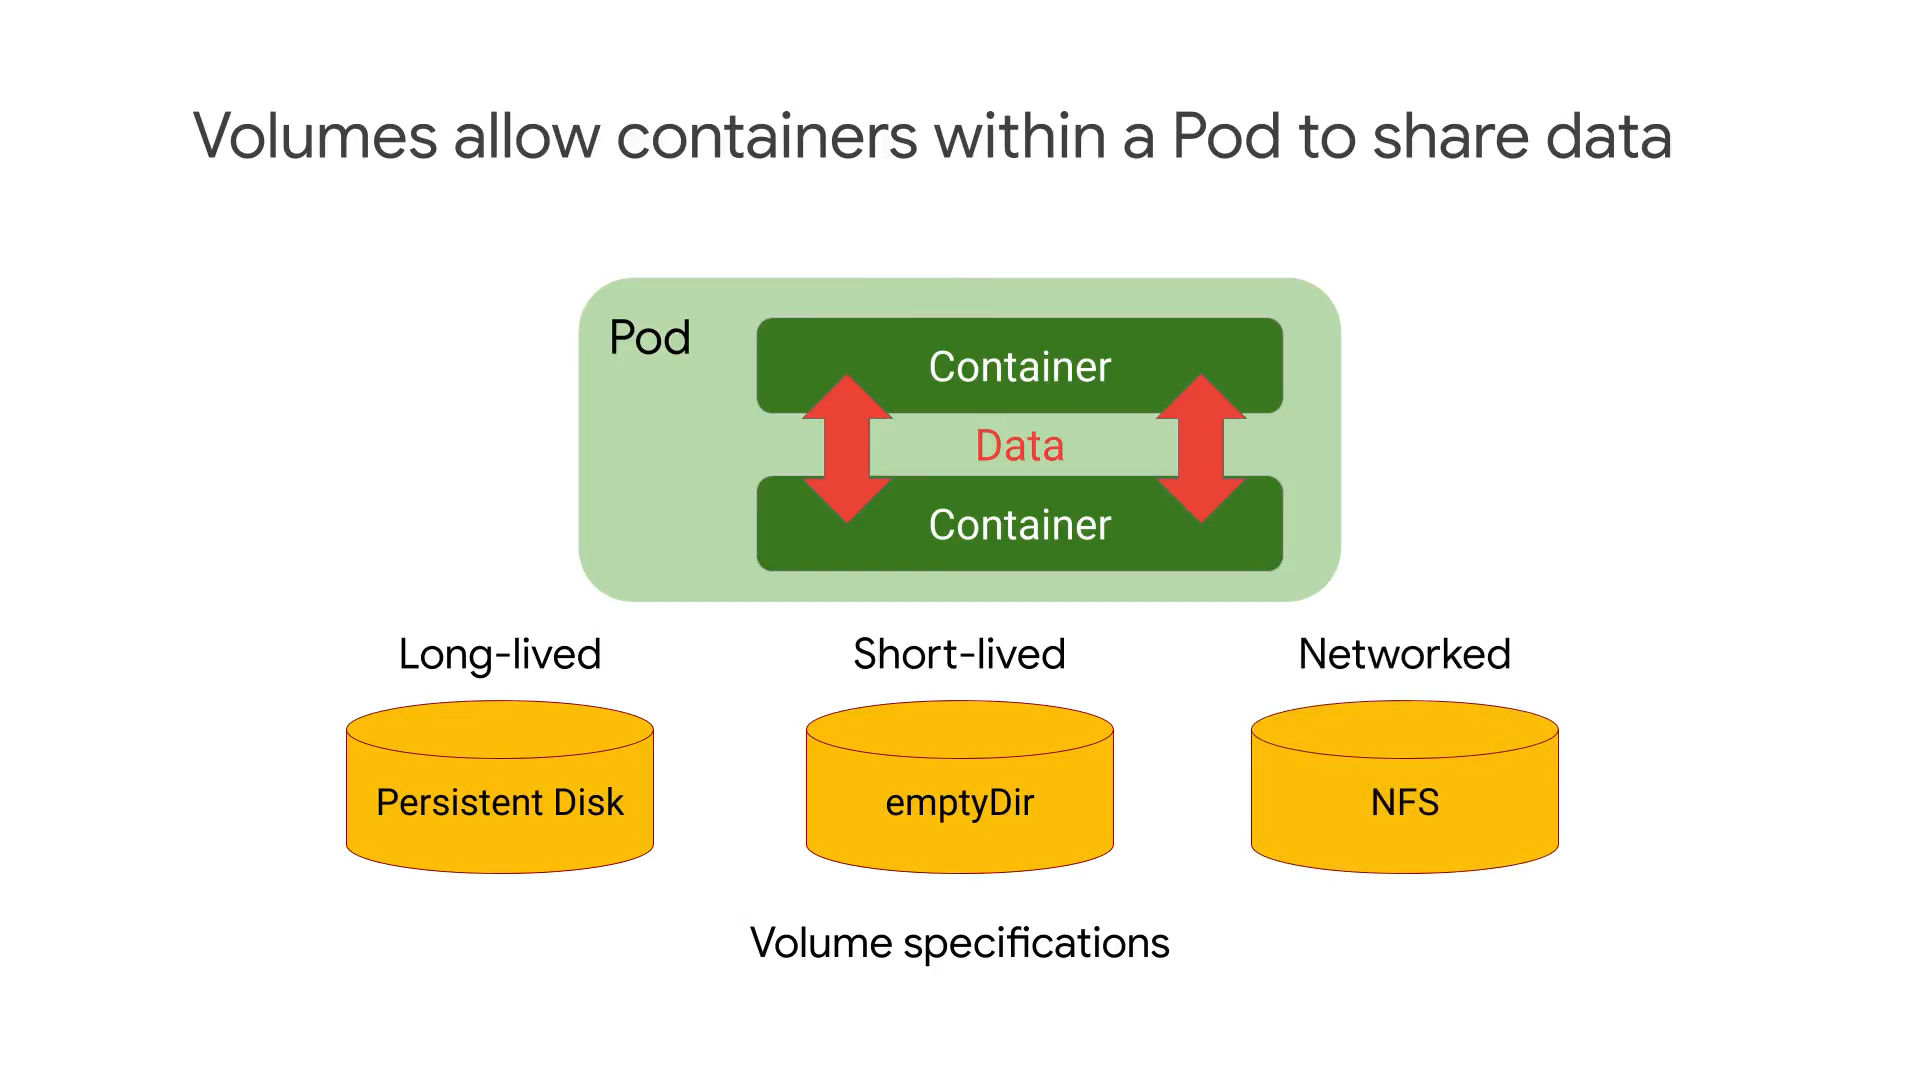 Volumes allow containers within a Pod to share data
Pod
Container
Data
Container
Long-lived
Short-lived
Networked
Persistent Disk
emptyDir
NFS
Volume specifications